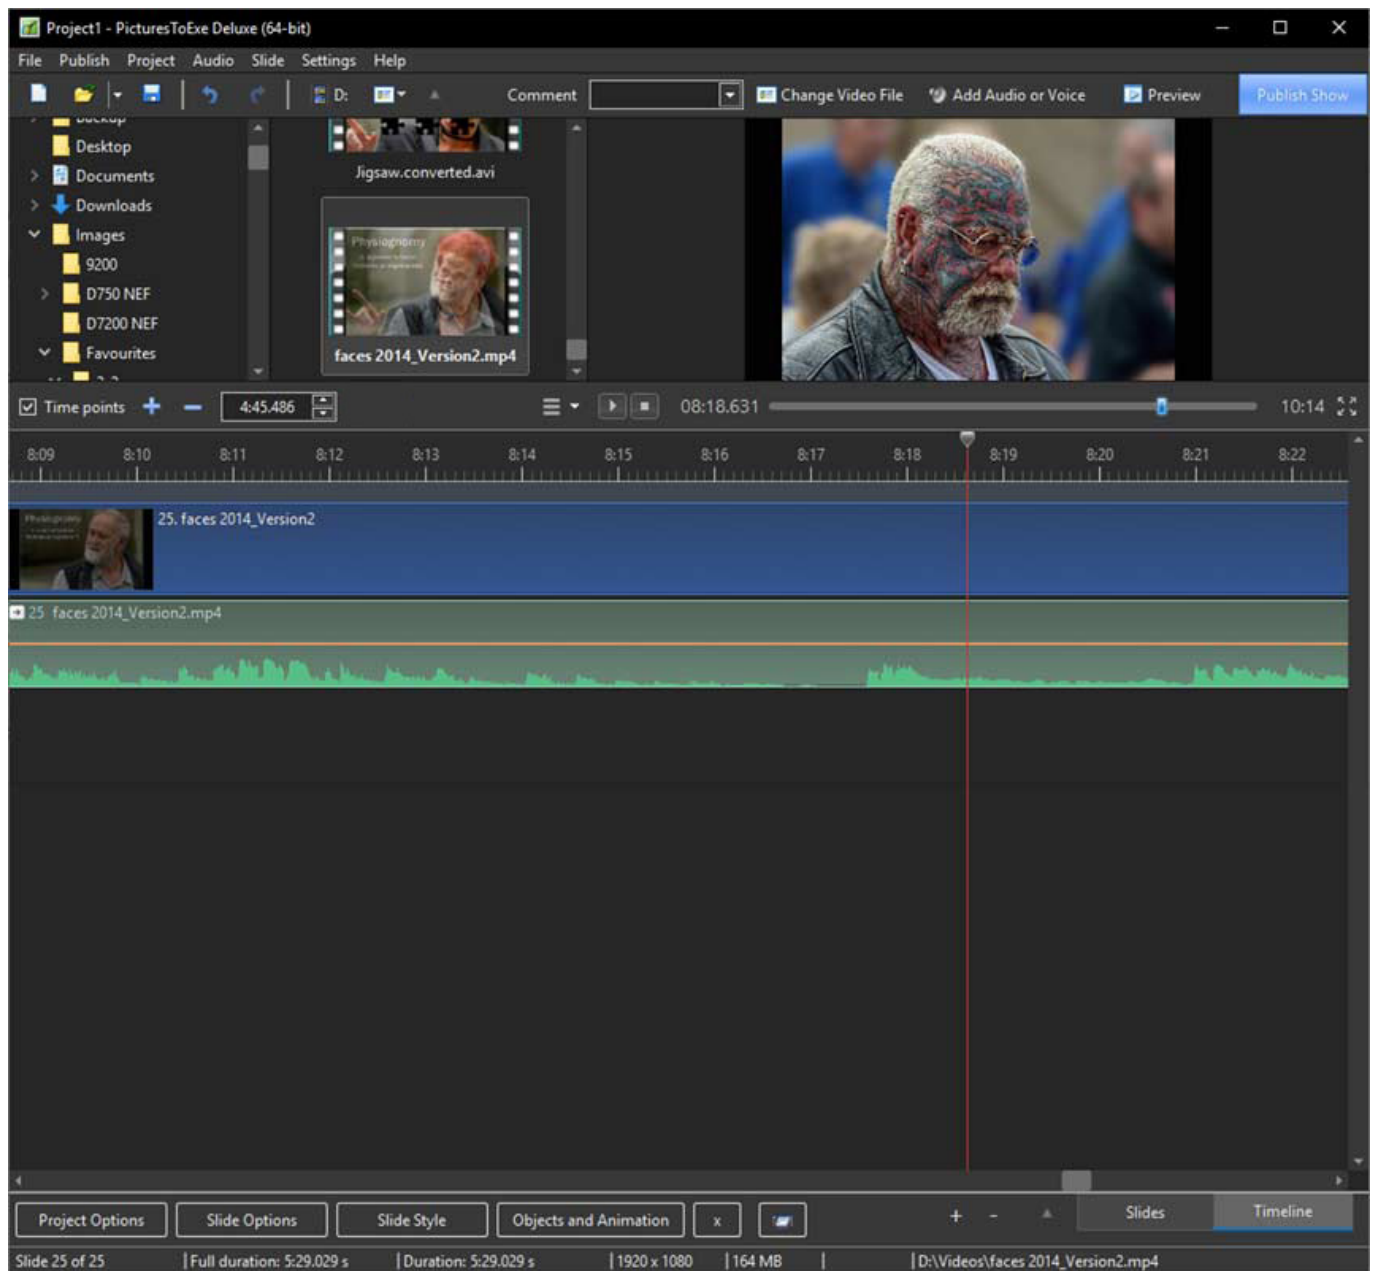 Project1 - PicturesToExe Deluxe (64-bit)
File Publish Project Audio Slide Settings Help
D: Comment Change Video File Add Audio or Voice Preview Publish Show
Backup
Desktop
Documents
Downloads
Images
9200
D750 NEF
D7200 NEF
Favourites
Jigsaw.converted.avi
Physiognomy
faces 2014_Version2.mp4
Time points 4:45.486 08:18.631 10:14
8:09 8:10 8:11 8:12 8:13 8:14 8:15 8:16 8:17 8:18 8:19 8:20 8:21 8:22
Physiognomy
25. faces 2014_Version2
25 faces 2014_Version2.mp4
Project Options Slide Options Slide Style Objects and Animation x + - Slides Timeline
Slide 25 of 25 Full duration: 5:29.029 s Duration: 5:29.029 s 1920 x 1080 164 MB D:\Videos\faces 2014_Version2.mp4